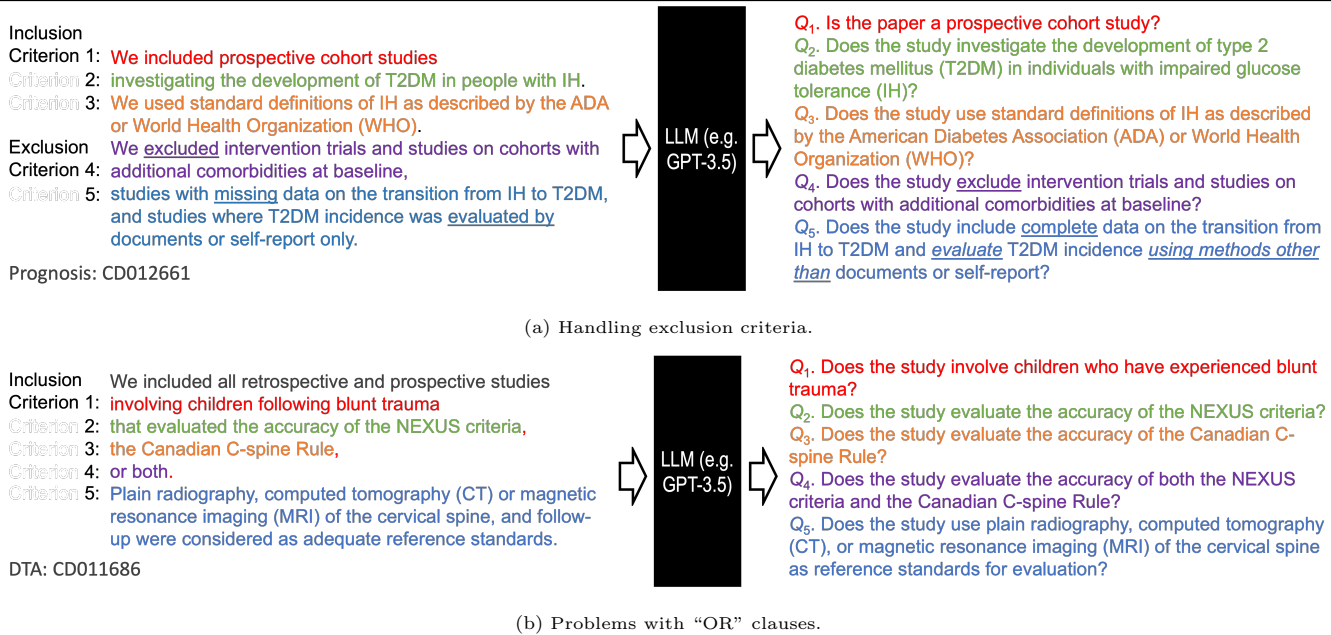 Inclusion
Criterion 1: We included prospective cohort studies
Criterion 2: investigating the development of T2DM in people with IH.
Criterion 3: We used standard definitions of IH as described by the ADA
or World Health Organization (WHO).
Exclusion We excluded intervention trials and studies on cohorts with
Criterion 4: additional comorbidities at baseline,
Criterion 5: studies with missing data on the transition from IH to T2DM,
and studies where T2DM incidence was evaluated by
documents or self-report only.
Prognosis: CD012661
LLM (e.g.
GPT-3.5)
Q1. Is the paper a prospective cohort study?
Q2. Does the study investigate the development of type 2
diabetes mellitus (T2DM) in individuals with impaired glucose
tolerance (IH)?
Q3. Does the study use standard definitions of IH as described
by the American Diabetes Association (ADA) or World Health
Organization (WHO)?
Q4. Does the study exclude intervention trials and studies on
cohorts with additional comorbidities at baseline?
Q5. Does the study include complete data on the transition from
IH to T2DM and evaluate T2DM incidence using methods other
than documents or self-report?
(a) Handling exclusion criteria.
Inclusion We included all retrospective and prospective studies
Criterion 1: involving children following blunt trauma
Criterion 2: that evaluated the accuracy of the NEXUS criteria,
Criterion 3: the Canadian C-spine Rule,
Criterion 4: or both.
Criterion 5: Plain radiography, computed tomography (CT) or magnetic
resonance imaging (MRI) of the cervical spine, and follow-
up were considered as adequate reference standards.
DTA: CD011686
LLM (e.g.
GPT-3.5)
Q1. Does the study involve children who have experienced blunt
trauma?
Q2. Does the study evaluate the accuracy of the NEXUS criteria?
Q3. Does the study evaluate the accuracy of the Canadian C-
spine Rule?
Q4. Does the study evaluate the accuracy of both the NEXUS
criteria and the Canadian C-spine Rule?
Q5. Does the study use plain radiography, computed tomography
(CT), or magnetic resonance imaging (MRI) of the cervical spine
as reference standards for evaluation?
(b) Problems with “OR” clauses.